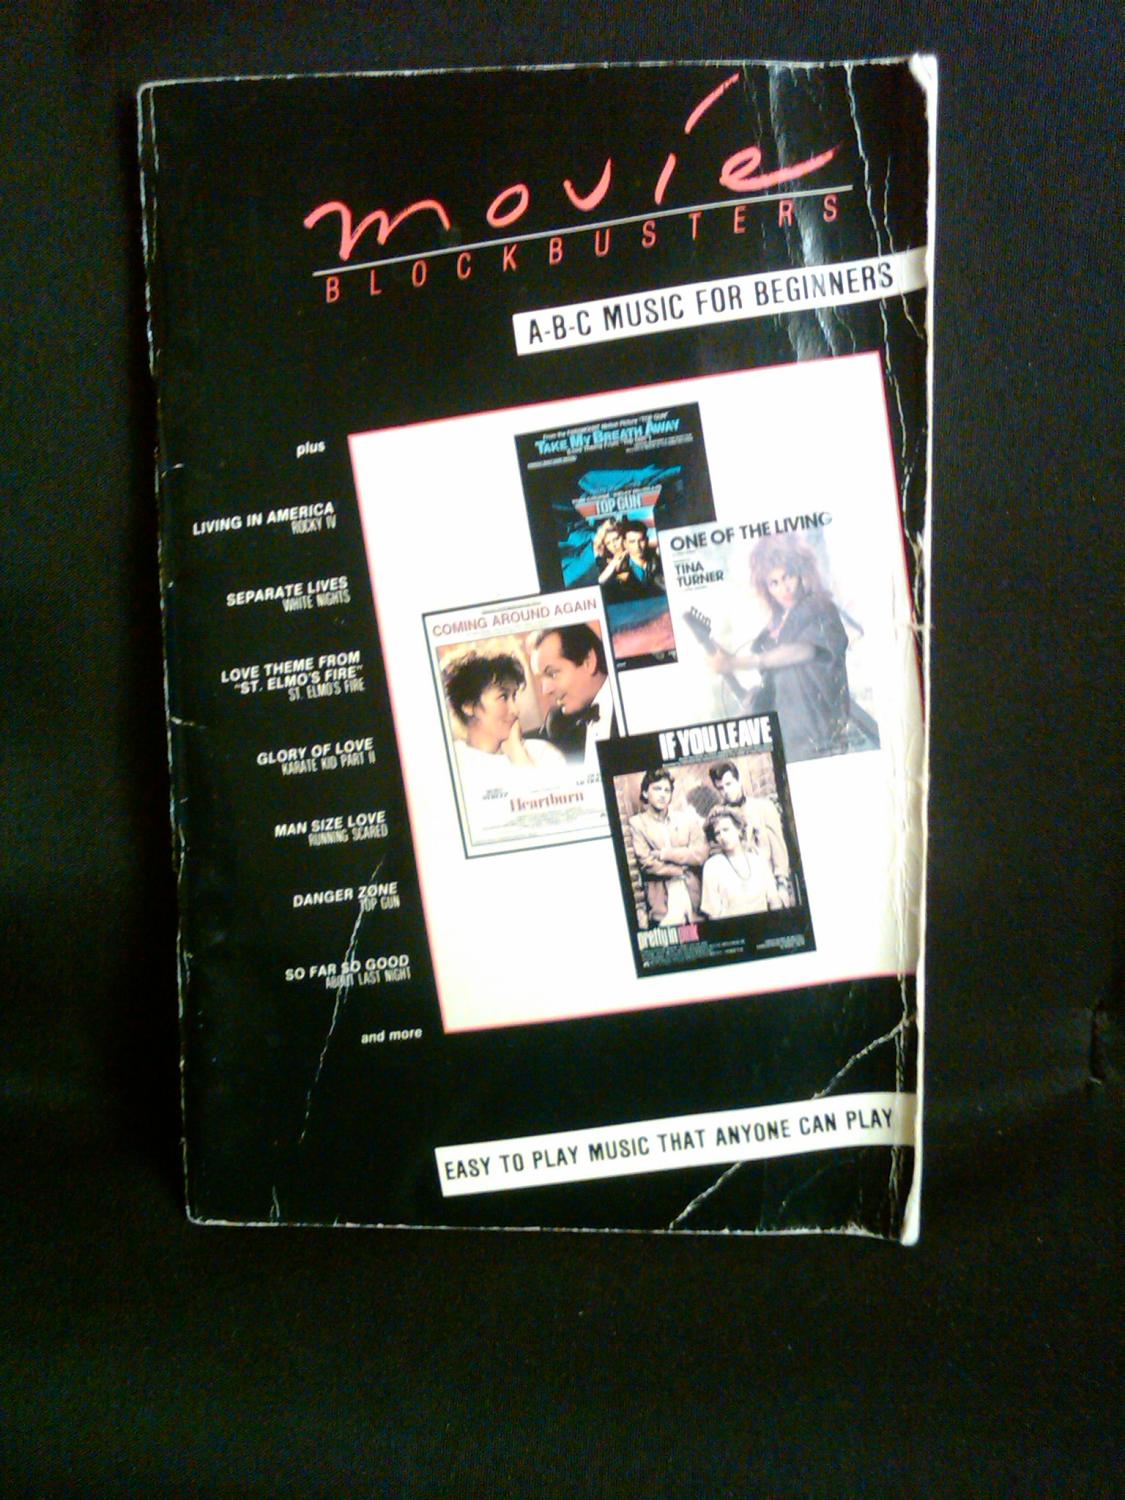 movie
BLOCKBUSTERS
A-B-C MUSIC FOR BEGINNERS
plus
LIVING IN AMERICA
ROCKY IV
SEPARATE LIVES
WHITE NIGHTS
LOVE THEME FROM
"ST. ELMO'S FIRE"
ST. ELMO'S FIRE
GLORY OF LOVE
KARATE KID PART II
MAN SIZE LOVE
RUNNING SCARED
DANGER ZONE
TOP GUN
SO FAR SO GOOD
ABOUT LAST NIGHT
and more
TAKE MY BREATH AWAY
TOP GUN
ONE OF THE LIVING
TINA
TURNER
COMING AROUND AGAIN
Heartburn
IF YOU LEAVE
pretty in pink
EASY TO PLAY MUSIC THAT ANYONE CAN PLAY